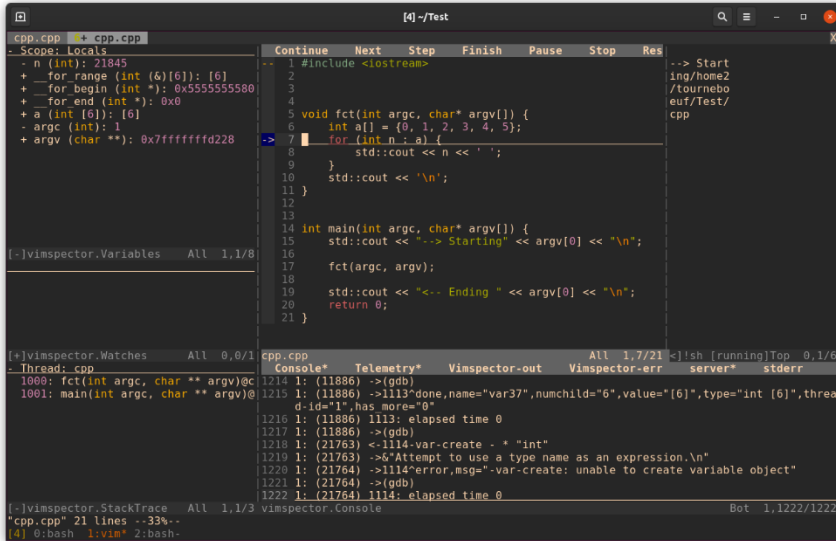 [4] ~/Test
cpp.cpp + cpp.cpp X
- Scope: Locals
- n (int): 21845
+ __for_range (int (&)[6]): [6]
+ __for_begin (int *): 0x5555555580
+ __for_end (int *): 0x0
+ a (int [6]): [6]
- argc (int): 1
+ argv (char **): 0x7fffffffd228
[-]vimspector.Variables All 1,1/8
[+]vimspector.Watches All 0,0/1
- Thread: cpp
1000: fct(int argc, char ** argv)@c
1001: main(int argc, char ** argv)@
[-]vimspector.StackTrace All 1,1/3
Continue Next Step Finish Pause Stop Res
-- 1 #include <iostream>
2
3
4
5 void fct(int argc, char* argv[]) {
6 int a[] = {0, 1, 2, 3, 4, 5};
-> 7 for (int n : a) {
8 std::cout << n << ' ';
9 }
10 std::cout << '\n';
11 }
12
13
14 int main(int argc, char* argv[]) {
15 std::cout << "--> Starting" << argv[0] << "\n";
16
17 fct(argc, argv);
18
19 std::cout << "<-- Ending " << argv[0] << "\n";
20 return 0;
21 }
cpp.cpp All 1,7/21
--> Start
ing/home2
/tournebo
euf/Test/
cpp
<]!sh [running]Top 0,1/6
Console* Telemetry* Vimspector-out Vimspector-err server* stderr
1214 1: (11886) ->(gdb)
1215 1: (11886) ->1113^done,name="var37",numchild="6",value="[6]",type="int [6]",threa
d-id="1",has_more="0"
1216 1: (11886) 1113: elapsed time 0
1217 1: (11886) ->(gdb)
1218 1: (21763) <-1114-var-create - * "int"
1219 1: (21763) ->&"Attempt to use a type name as an expression.\n"
1220 1: (21764) ->1114^error,msg="-var-create: unable to create variable object"
1221 1: (21764) ->(gdb)
1222 1: (21764) 1114: elapsed time 0
vimspector.Console Bot 1,1222/1222
"cpp.cpp" 21 lines --33%--
[4] 0:bash 1:vim* 2:bash-